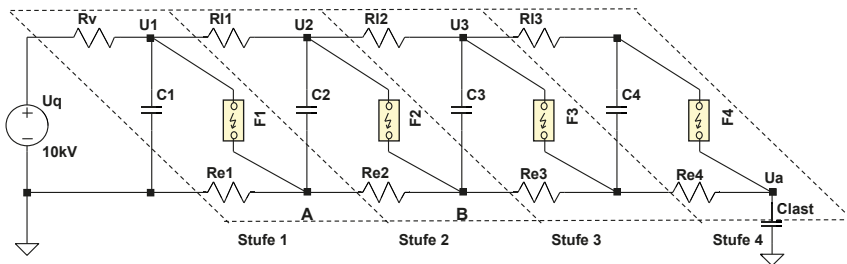 Rv U1 Rl1 U2 Rl2 U3 Rl3
Uq C1 F1 C2 F2 C3 F3 C4 F4
+
−
10kV
Re1 Re2 Re3 Re4 Ua
A B Clast
Stufe 1 Stufe 2 Stufe 3 Stufe 4